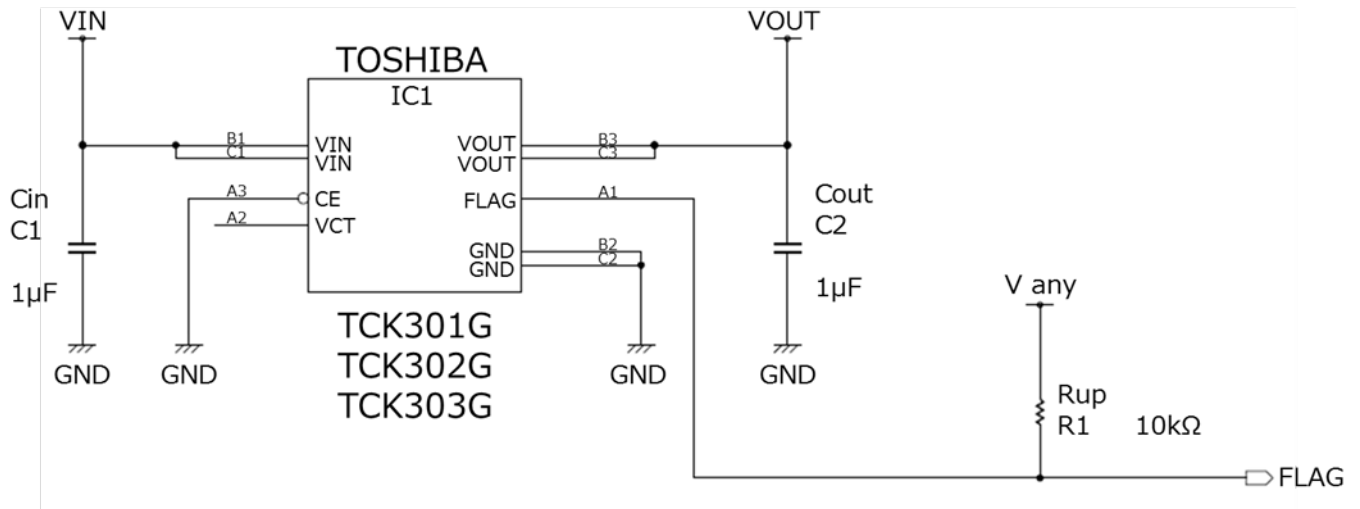 VIN
VOUT
TOSHIBA
IC1
B1
VIN
VOUT
B3
C1
VIN
VOUT
C3
A3
CE
FLAG
A1
A2
VCT
GND
B2
GND
C2
Cin
C1
1μF
Cout
C2
1μF
GND
GND
GND
GND
TCK301G
TCK302G
TCK303G
V any
Rup
R1 10kΩ
FLAG